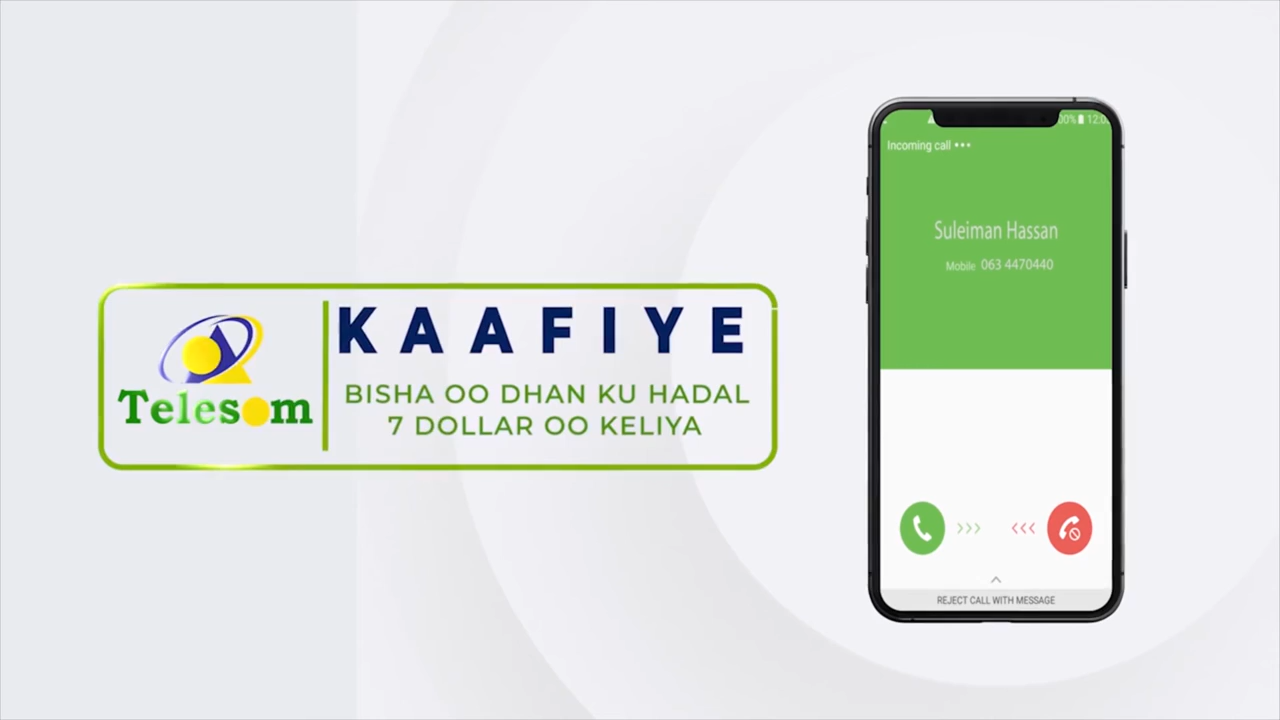 Telesom
KAAFIYE
BISHA OO DHAN KU HADAL
7 DOLLAR OO KELIYA
Incoming call •••
Suleiman Hassan
Mobile 063 4470440
REJECT CALL WITH MESSAGE